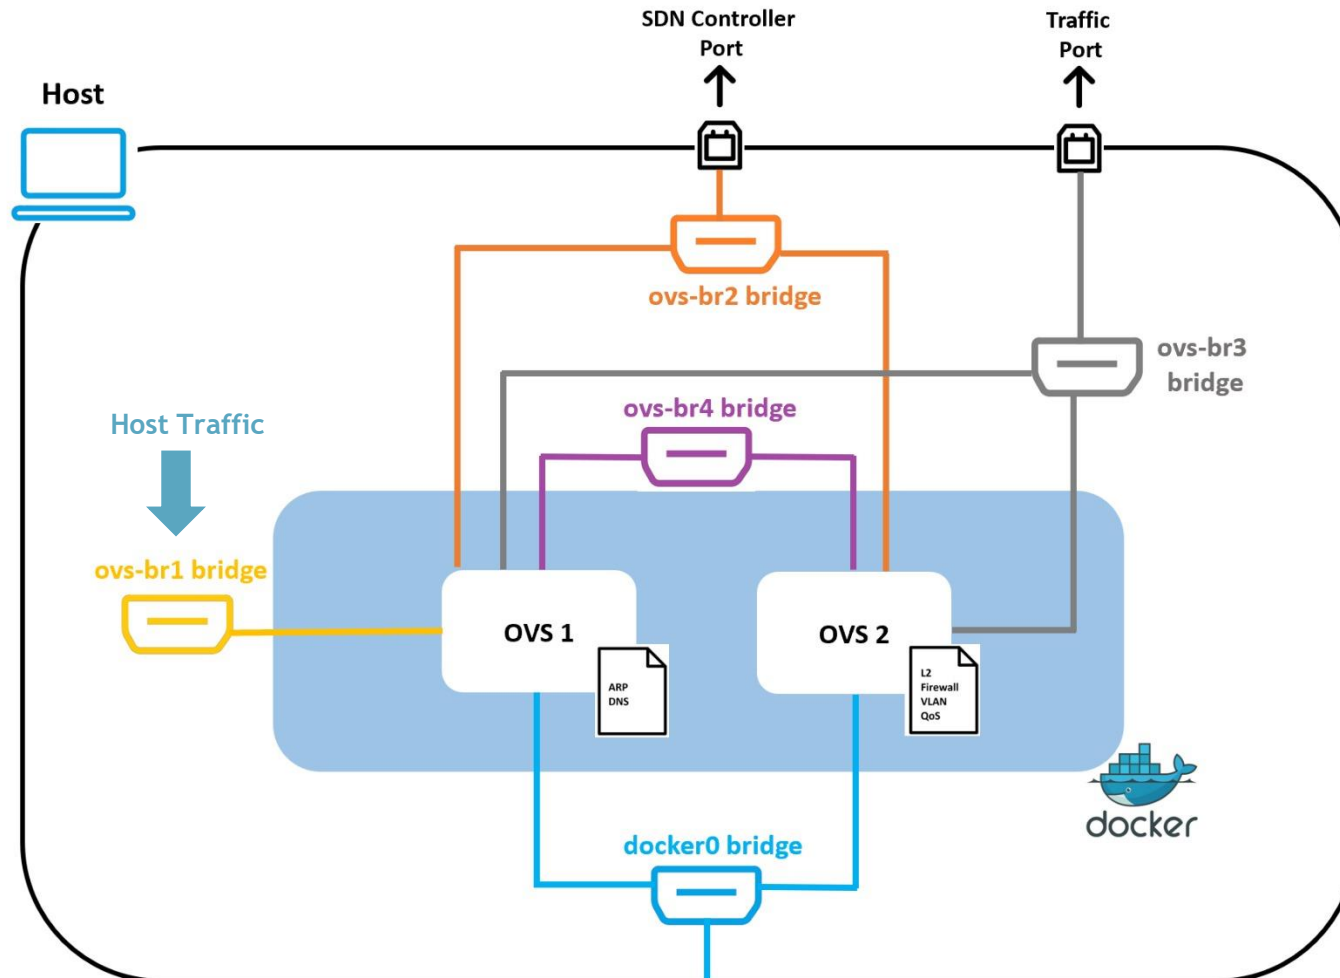 SDN Controller
Port
Traffic
Port
Host
ovs-br2 bridge
ovs-br3
bridge
ovs-br4 bridge
Host Traffic
ovs-br1 bridge
OVS 1
OVS 2
ARP
DNS
L2
Firewall
VLAN
QoS
docker
docker0 bridge